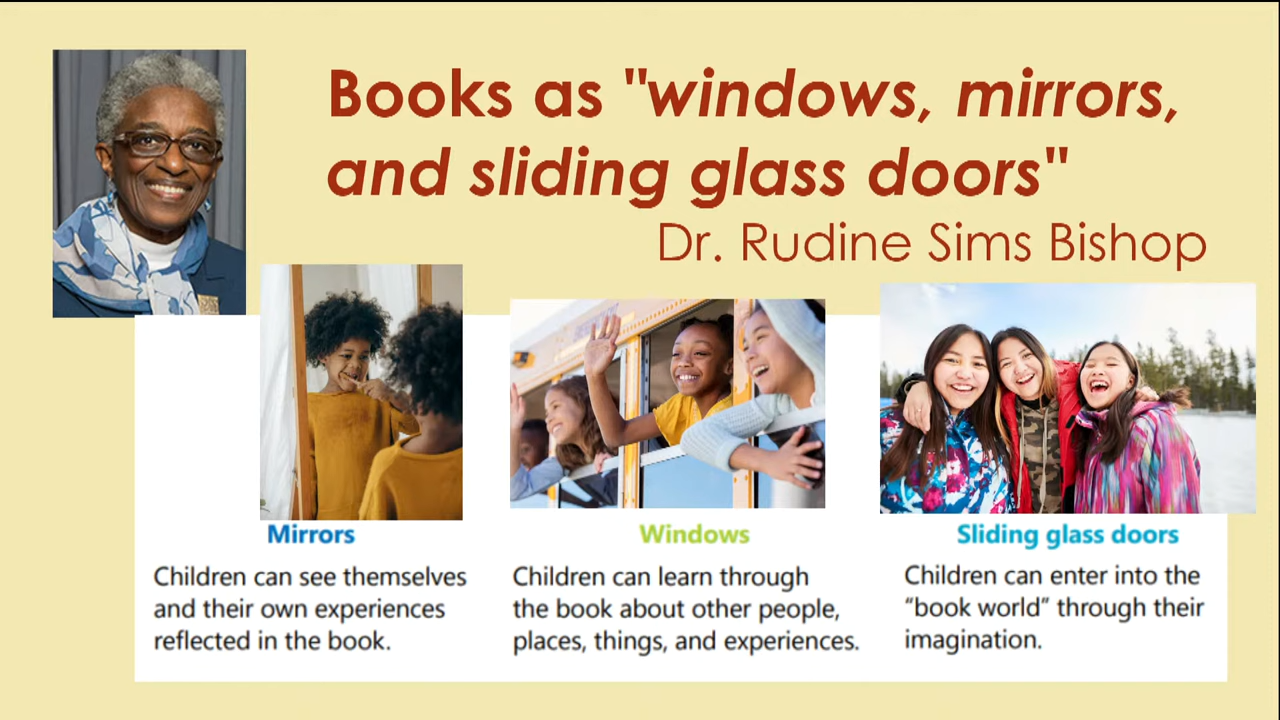 Books as "windows, mirrors,
and sliding glass doors"
Dr. Rudine Sims Bishop
Mirrors
Children can see themselves
and their own experiences
reflected in the book.
Windows
Children can learn through
the book about other people,
places, things, and experiences.
Sliding glass doors
Children can enter into the
“book world” through their
imagination.